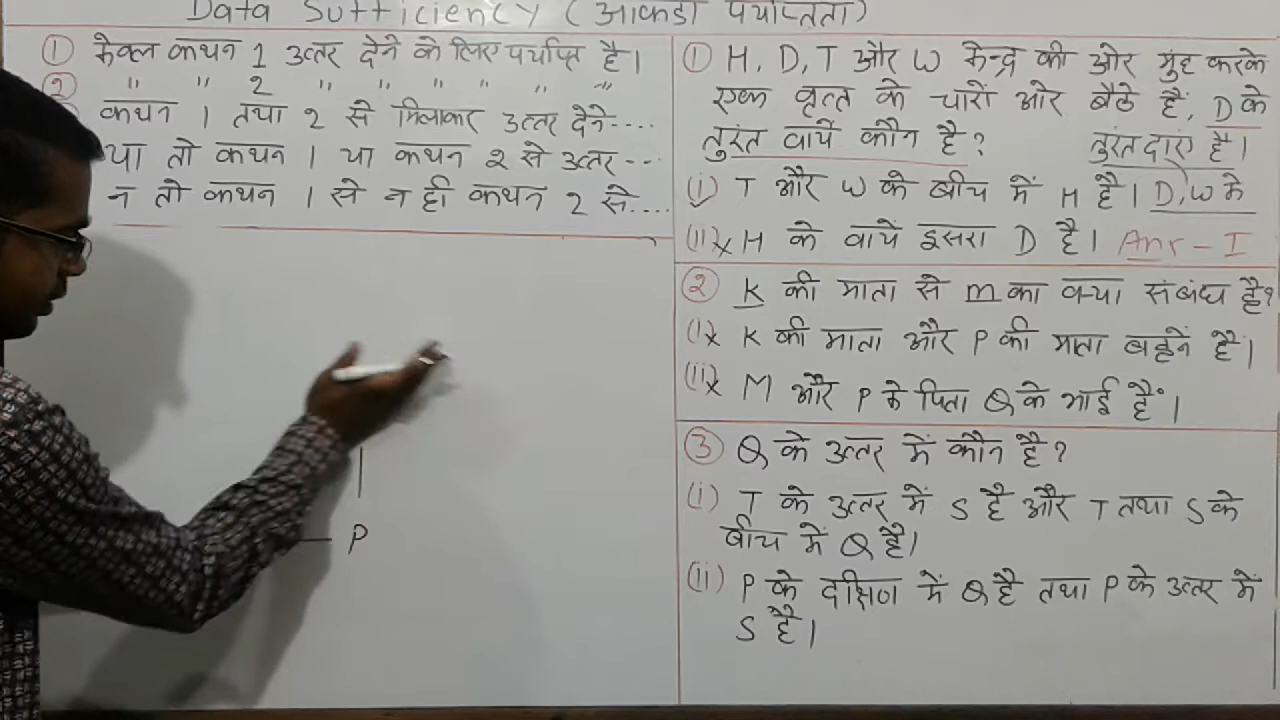 Data Sufficiency (आकडा पर्याप्तता)
① केवल कथन 1 उत्तर देने के लिए पर्याप्त है।
② " " 2 " " " " " "
कथन 1 तथा 2 से मिलाकर उत्तर देने....
या तो कथन 1 या कथन 2 से उत्तर ---
न तो कथन 1 से न ही कथन 2 से....
P
① H, D, T और W केन्द्र की ओर मुंह करके
एक वृत्त के चारों ओर बैठे हैं, D के
तुरंत वायें कौन है? तुरंत दाएं है।
(i) T और W के बीच में H है। D, W के
(ii)x H के वायें दूसरा D है। Ans - I
② K की माता से M का क्या संबंध है?
(i)x K की माता और P की माता बहनें हैं।
(ii)x M और P के पिता Q के भाई हैं।
③ Q के उत्तर में कौन है?
(i) T के उत्तर में S है और T तथा S के
बीच में Q है।
(ii) P के दक्षिण में Q है तथा P के उत्तर में
S है।